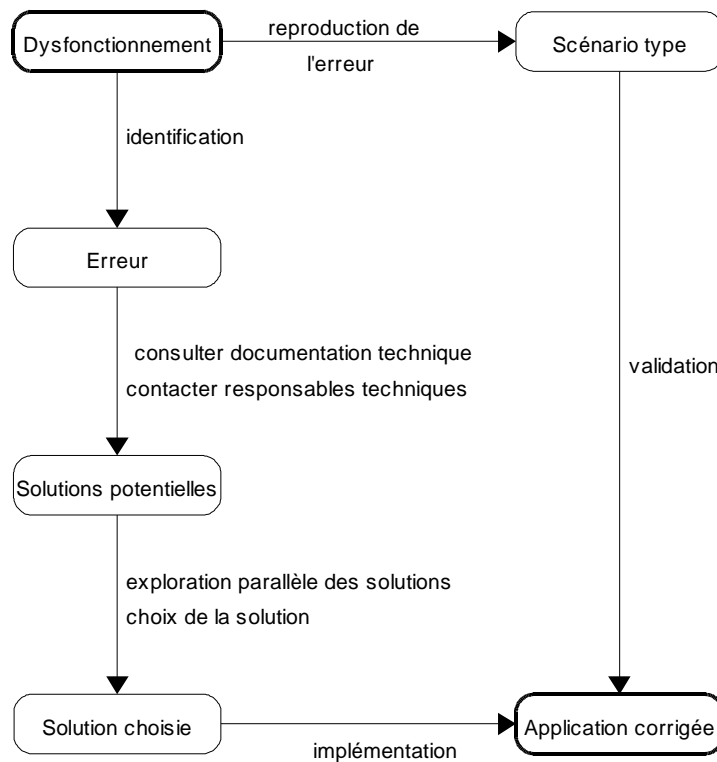 Dysfonctionnement
reproduction de
l'erreur
Scénario type
identification
Erreur
consulter documentation technique
contacter responsables techniques
validation
Solutions potentielles
exploration parallèle des solutions
choix de la solution
Solution choisie
implémentation
Application corrigée